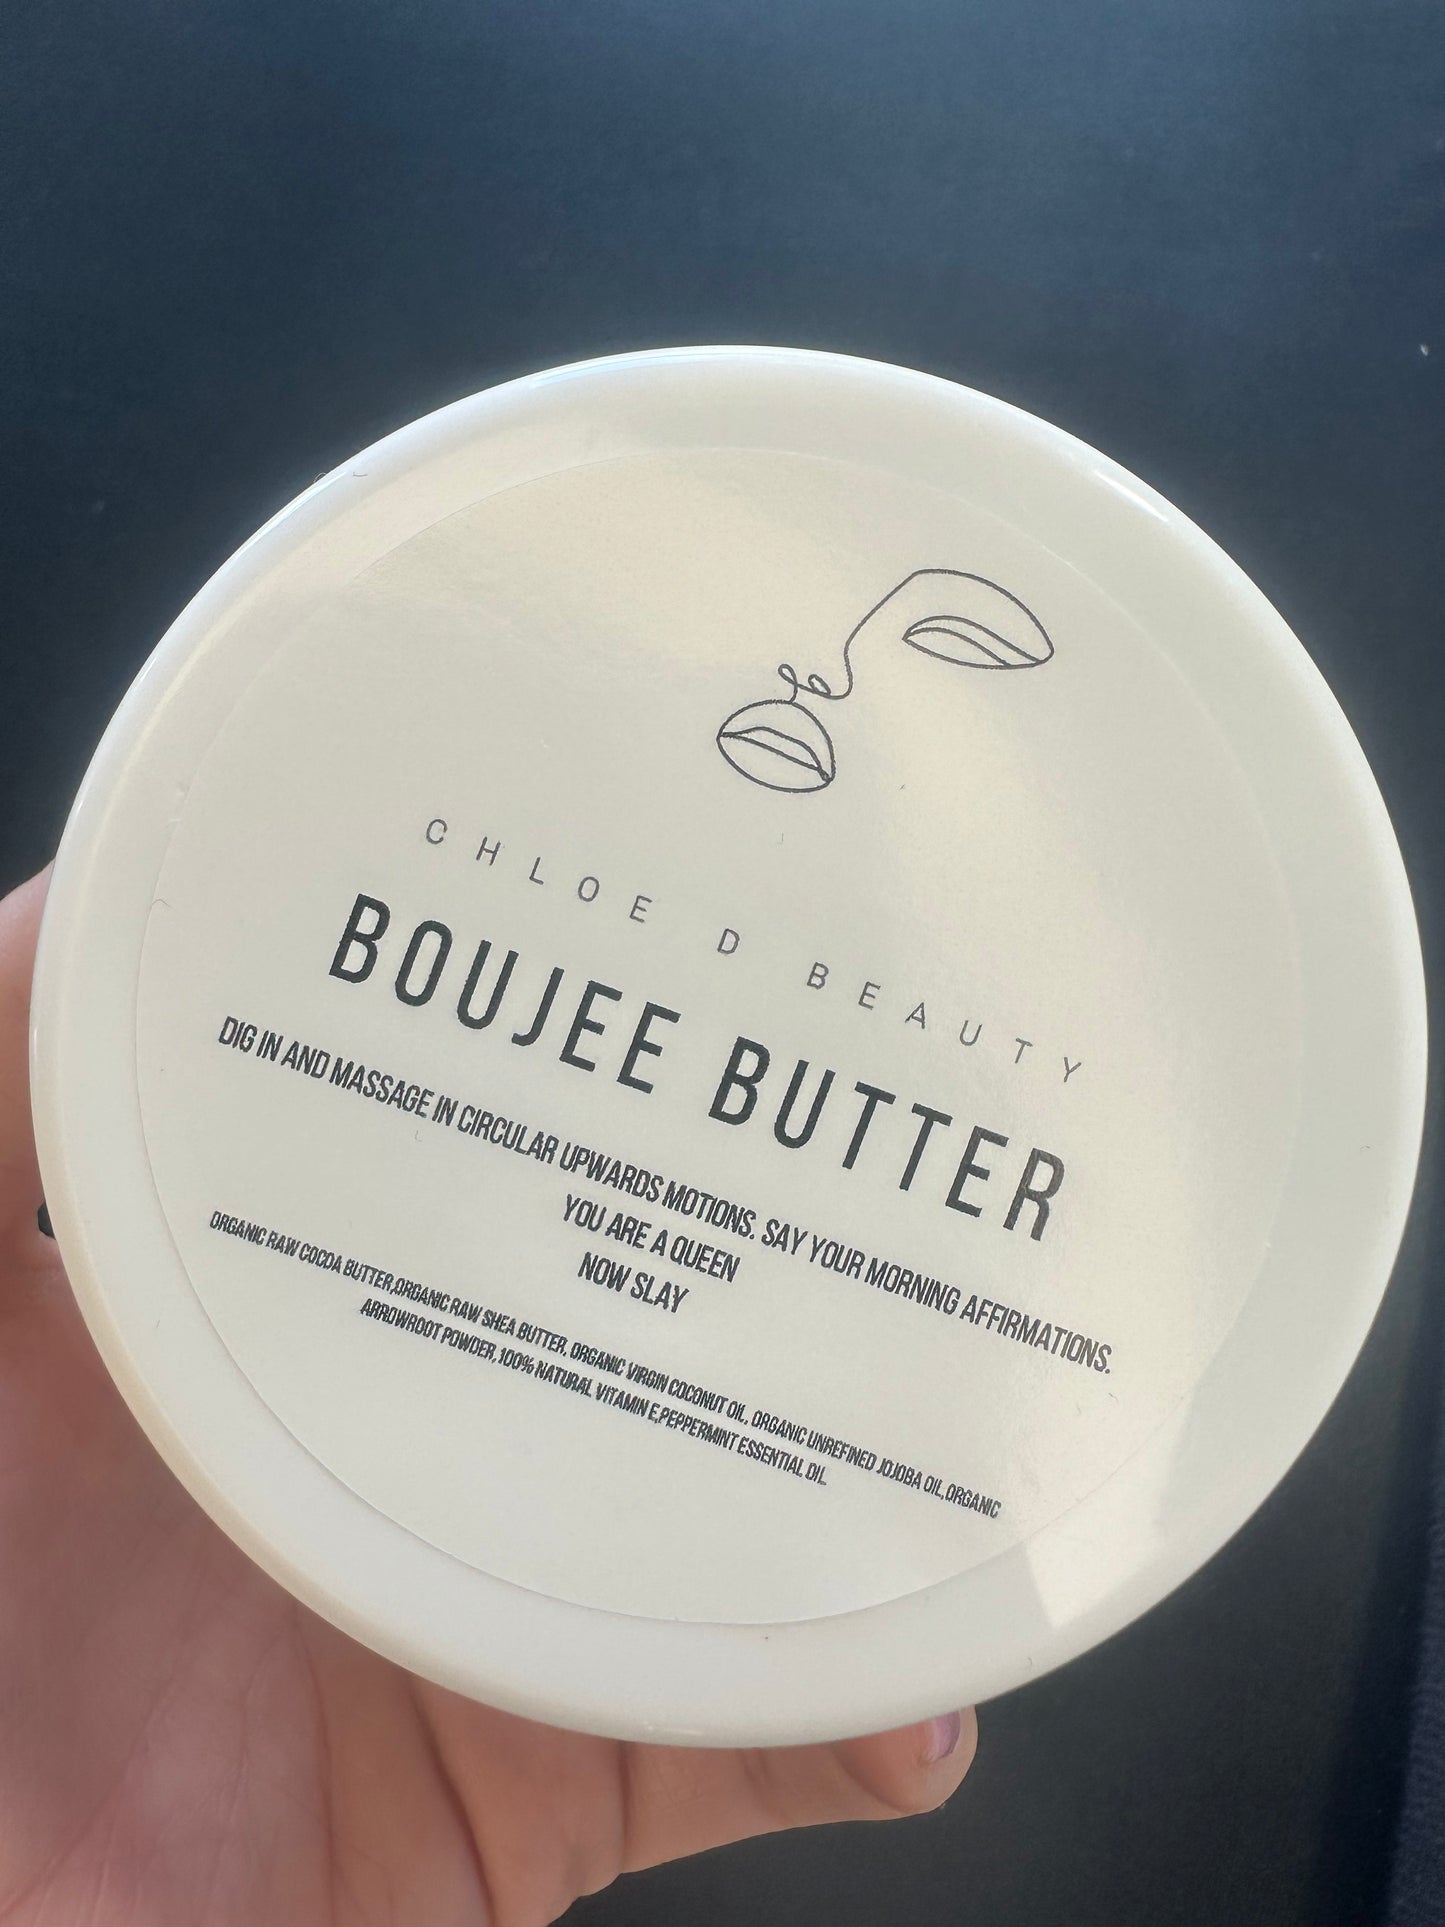 CHLOE D BEAUTY
BOUJEE BUTTER
DIG IN AND MASSAGE IN CIRCULAR UPWARDS MOTIONS. SAY YOUR MORNING AFFIRMATIONS.
YOU ARE A QUEEN
NOW SLAY
ORGANIC RAW COCOA BUTTER,ORGANIC RAW SHEA BUTTER, ORGANIC VIRGIN COCONUT OIL, ORGANIC UNREFINED JOJOBA OIL,ORGANIC
ARROWROOT POWDER,100% NATURAL VITAMIN E,PEPPERMINT ESSENTIAL OIL.